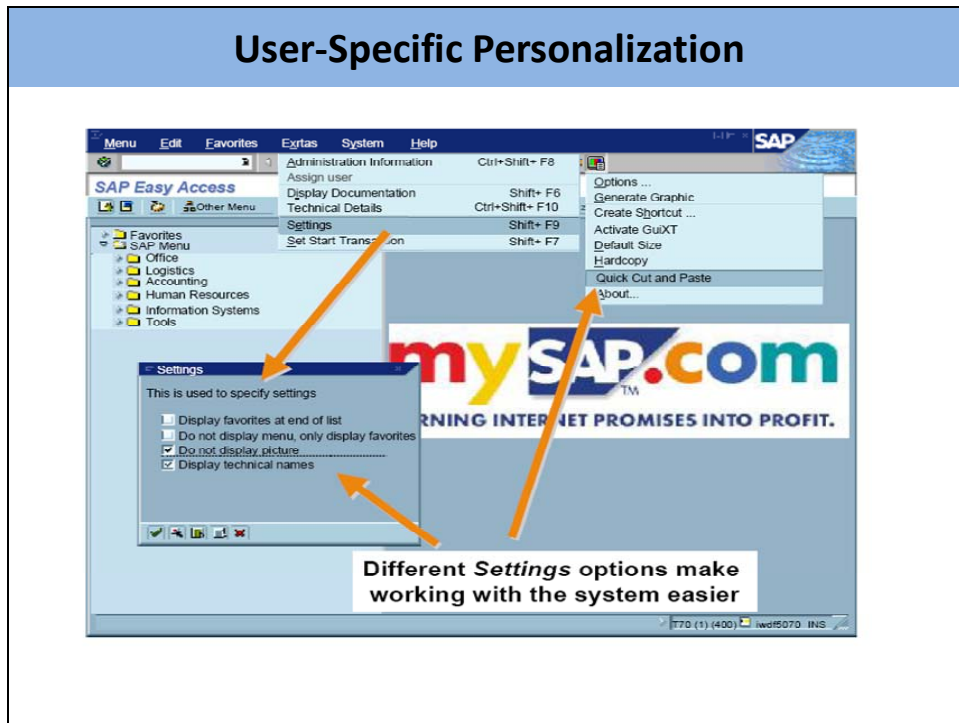 User-Specific Personalization
Menu Edit Favorites Exrtas System Help
SAP
Administration Information Ctrl+Shift+ F8
Assign user
Display Documentation Shift+ F6
Technical Details Ctrl+Shift+ F10
Settings Shift+ F9
Set Start Transaction Shift+ F7
Options ...
Generate Graphic
Create Shortcut ...
Activate GuiXT
Default Size
Hardcopy
Quick Cut and Paste
About...
SAP Easy Access
Other Menu
Favorites
SAP Menu
Office
Logistics
Accounting
Human Resources
Information Systems
Tools
mySAP.com
TM
RNING INTERNET PROMISES INTO PROFIT.
Settings
This is used to specify settings
Display favorites at end of list
Do not display menu, only display favorites
Do not display picture
Display technical names
Different Settings options make
working with the system easier
T70 (1) (400) iwdf5070 INS